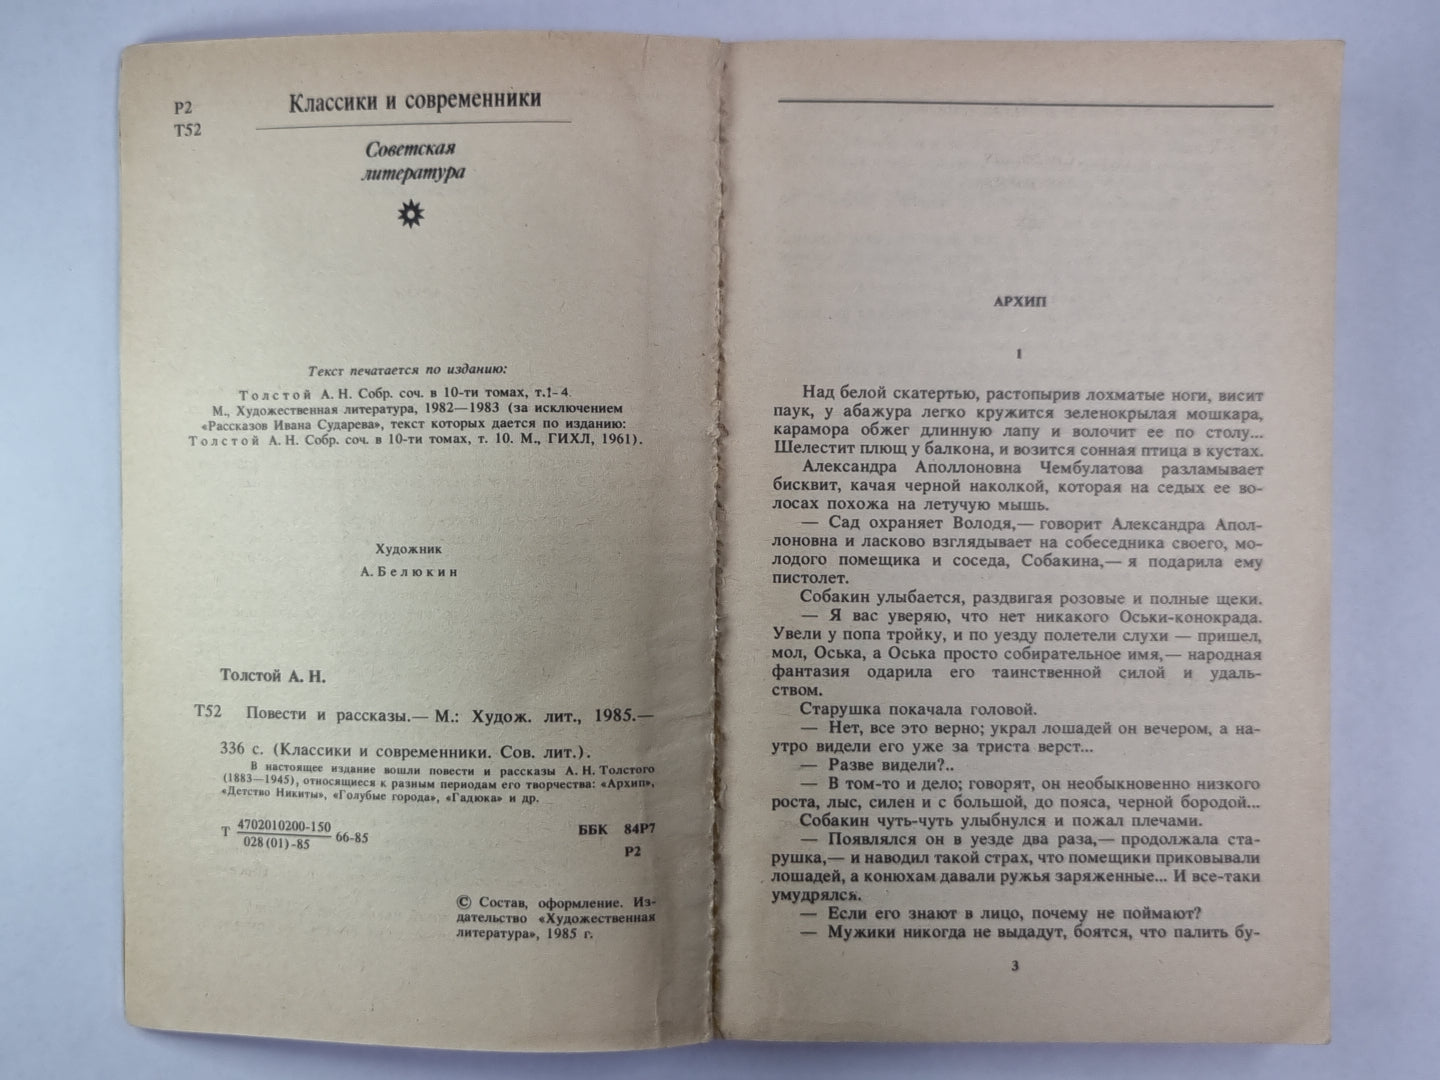 Р2
Т52
Классики и современники
Советская
литература
Текст печатается по изданию:
Толстой А. Н. Собр. соч. в 10-ти томах, т.1-4.
М., Художественная литература, 1982—1983 (за исключением
«Рассказов Ивана Сударева», текст которых дается по изданию:
Толстой А. Н. Собр. соч. в 10-ти томах, т. 10. М., ГИХЛ, 1961).
Художник
А. Белюкин
Толстой А. Н.
Т52 Повести и рассказы.— М.: Худож. лит., 1985.—
336 с. (Классики и современники. Сов. лит.).
В настоящее издание вошли повести и рассказы А. Н. Толстого
(1883—1945), относящиеся к разным периодам его творчества: «Архип»,
«Детство Никиты», «Голубые города», «Гадюка» и др.
Т 4702010200-150
028(01)-85 66-85
ББК 84Р7
Р2
© Состав, оформление. Из-
дательство «Художественная
литература», 1985 г.
АРХИП
1
Над белой скатертью, растопырив лохматые ноги, висит
паук, у абажура легко кружится зеленокрылая мошкара,
карамора обжег длинную лапу и волочит ее по столу...
Шелестит плющ у балкона, и возится сонная птица в кустах.
Александра Аполлоновна Чембулатова разламывает
бисквит, качая черной наколкой, которая на седых ее во-
лосах похожа на летучую мышь.
— Сад охраняет Володя,— говорит Александра Апол-
лоновна и ласково взглядывает на собеседника своего, мо-
лодого помещика и соседа, Собакина,— я подарила ему
пистолет.
Собакин улыбается, раздвигая розовые и полные щеки.
— Я вас уверяю, что нет никакого Оськи-конокрада.
Увели у попа тройку, и по уезду полетели слухи — пришел,
мол, Оська, а Оська просто собирательное имя,— народная
фантазия одарила его таинственной силой и удаль-
ством.
Старушка покачала головой.
— Нет, все это верно; украл лошадей он вечером, а на-
утро видели его уже за триста верст...
— Разве видели?..
— В том-то и дело; говорят, он необыкновенно низкого
роста, лыс, силен и с большой, до пояса, черной бородой...
Собакин чуть-чуть улыбнулся и пожал плечами.
— Появлялся он в уезде два раза,— продолжала ста-
рушка,— и наводил такой страх, что помещики приковывали
лошадей, а конюхам давали ружья заряженные... И все-таки
умудрялся.
— Если его знают в лицо, почему не поймают?
— Мужики никогда не выдадут, боятся, что палить бу-
3